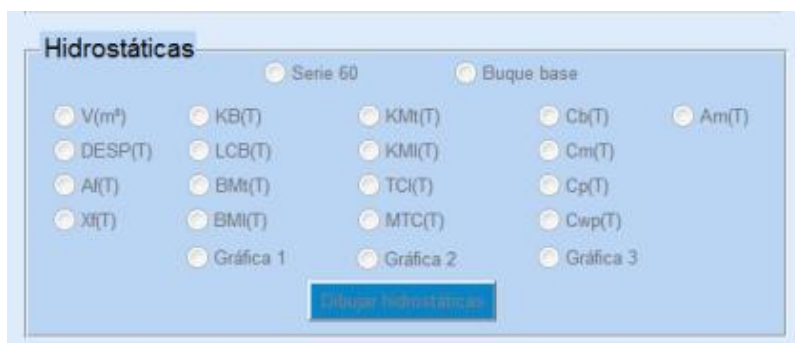 Hidrostáticas
Serie 60 Buque base
V(m³) KB(T) KMt(T) Cb(T) Am(T)
DESP(T) LCB(T) KMl(T) Cm(T)
Af(T) BMt(T) TCl(T) Cp(T)
Xf(T) BMl(T) MTC(T) Cwp(T)
Gráfica 1 Gráfica 2 Gráfica 3
Dibujar hidrostáticas